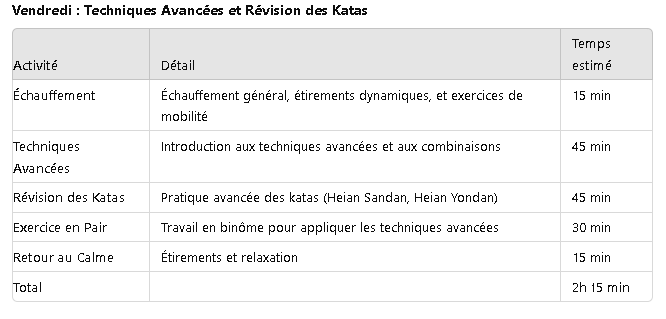 Vendredi : Techniques Avancées et Révision des Katas
Temps
Activité Détail estimé
Échauffement Échauffement général, étirements dynamiques, et exercices de 15 min
mobilité
Techniques Introduction aux techniques avancées et aux combinaisons 45 min
Avancées
Révision des Katas Pratique avancée des katas (Heian Sandan, Heian Yondan) 45 min
Exercice en Pair Travail en binôme pour appliquer les techniques avancées 30 min
Retour au Calme Étirements et relaxation 15 min
Total 2h 15 min